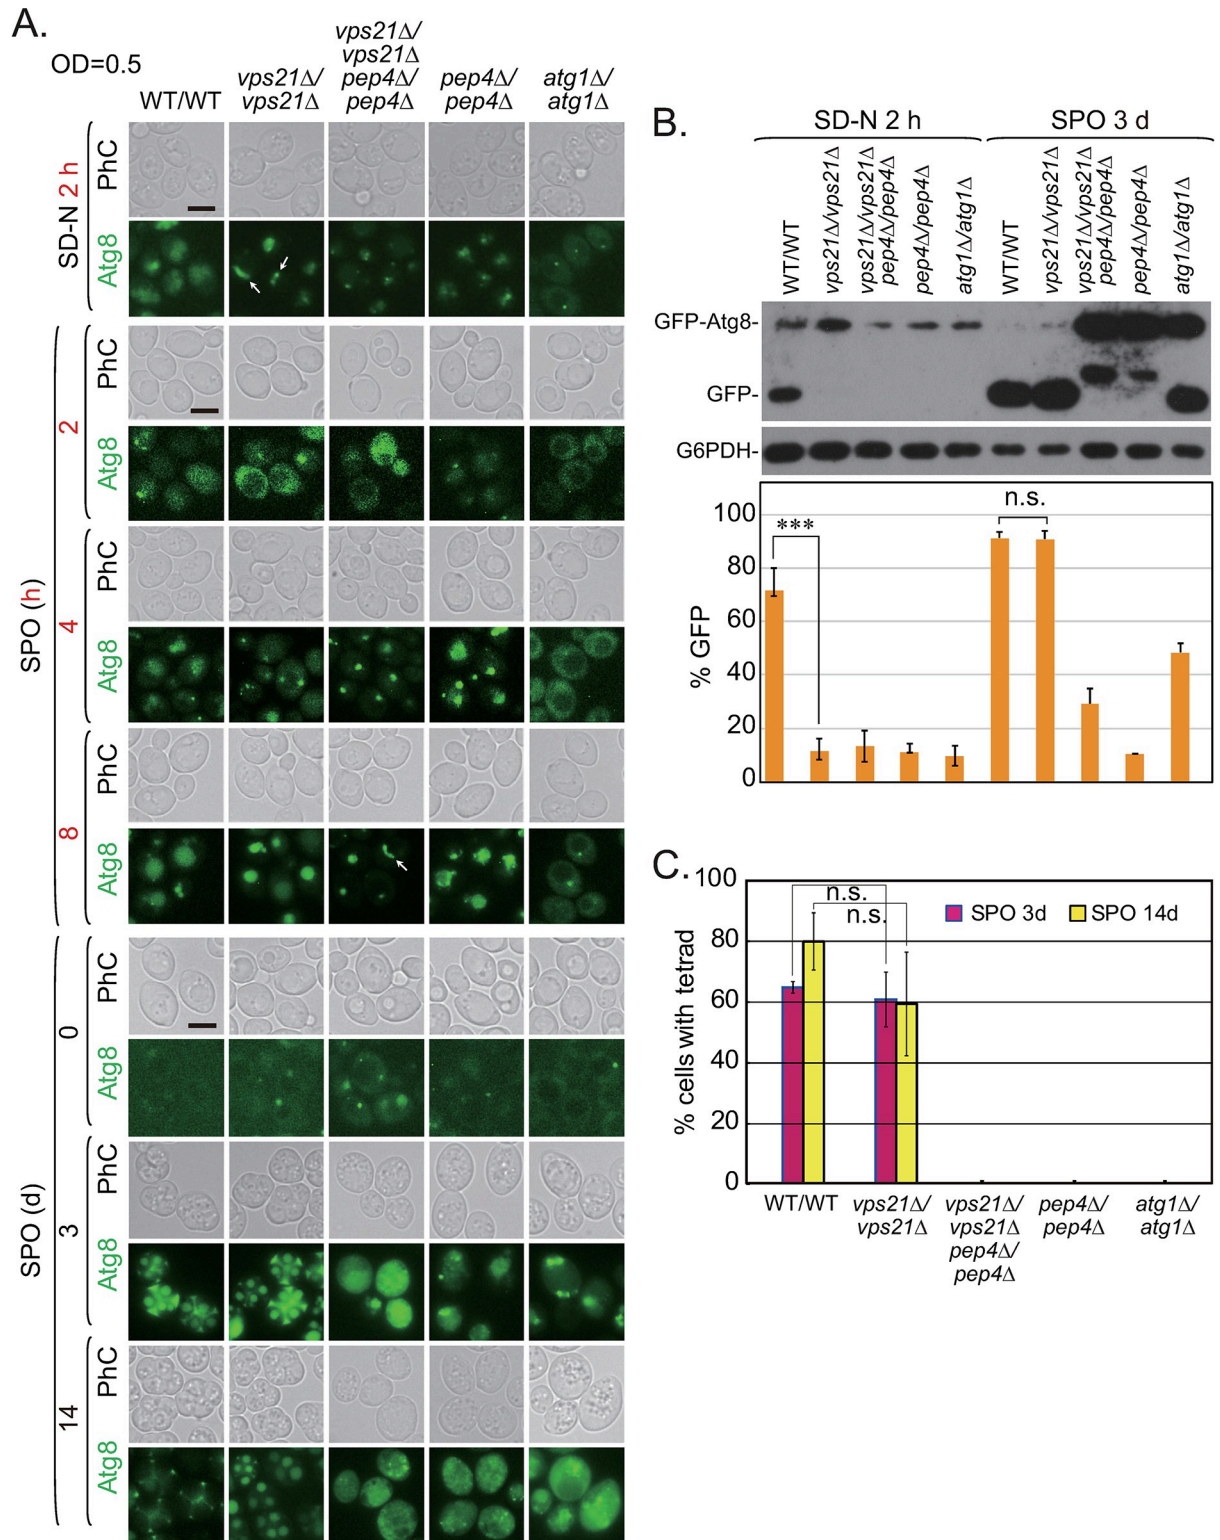 A.
OD=0.5
WT/WT
vps21Δ/
vps21Δ
vps21Δ/
vps21Δ
pep4Δ/
pep4Δ
pep4Δ/
pep4Δ
atg1Δ/
atg1Δ
SD-N 2 h
PhC
Atg8
SPO (h)
2
PhC
Atg8
4
PhC
Atg8
8
PhC
Atg8
SPO (d)
0
PhC
Atg8
3
PhC
Atg8
14
PhC
Atg8
B.
SD-N 2 h
SPO 3 d
WT/WT
vps21Δ/vps21Δ
vps21Δ/vps21Δ
pep4Δ/pep4Δ
pep4Δ/pep4Δ
atg1Δ/atg1Δ
WT/WT
vps21Δ/vps21Δ
vps21Δ/vps21Δ
pep4Δ/pep4Δ
pep4Δ/pep4Δ
atg1Δ/atg1Δ
GFP-Atg8-
GFP-
G6PDH-
% GFP
100
80
60
40
20
0
***
n.s.
C.
% cells with tetrad
100
80
60
40
20
0
n.s.
n.s.
SPO 3d
SPO 14d
WT/WT
vps21Δ/
vps21Δ
vps21Δ/
vps21Δ
pep4Δ/
pep4Δ
pep4Δ/
pep4Δ
atg1Δ/
atg1Δ